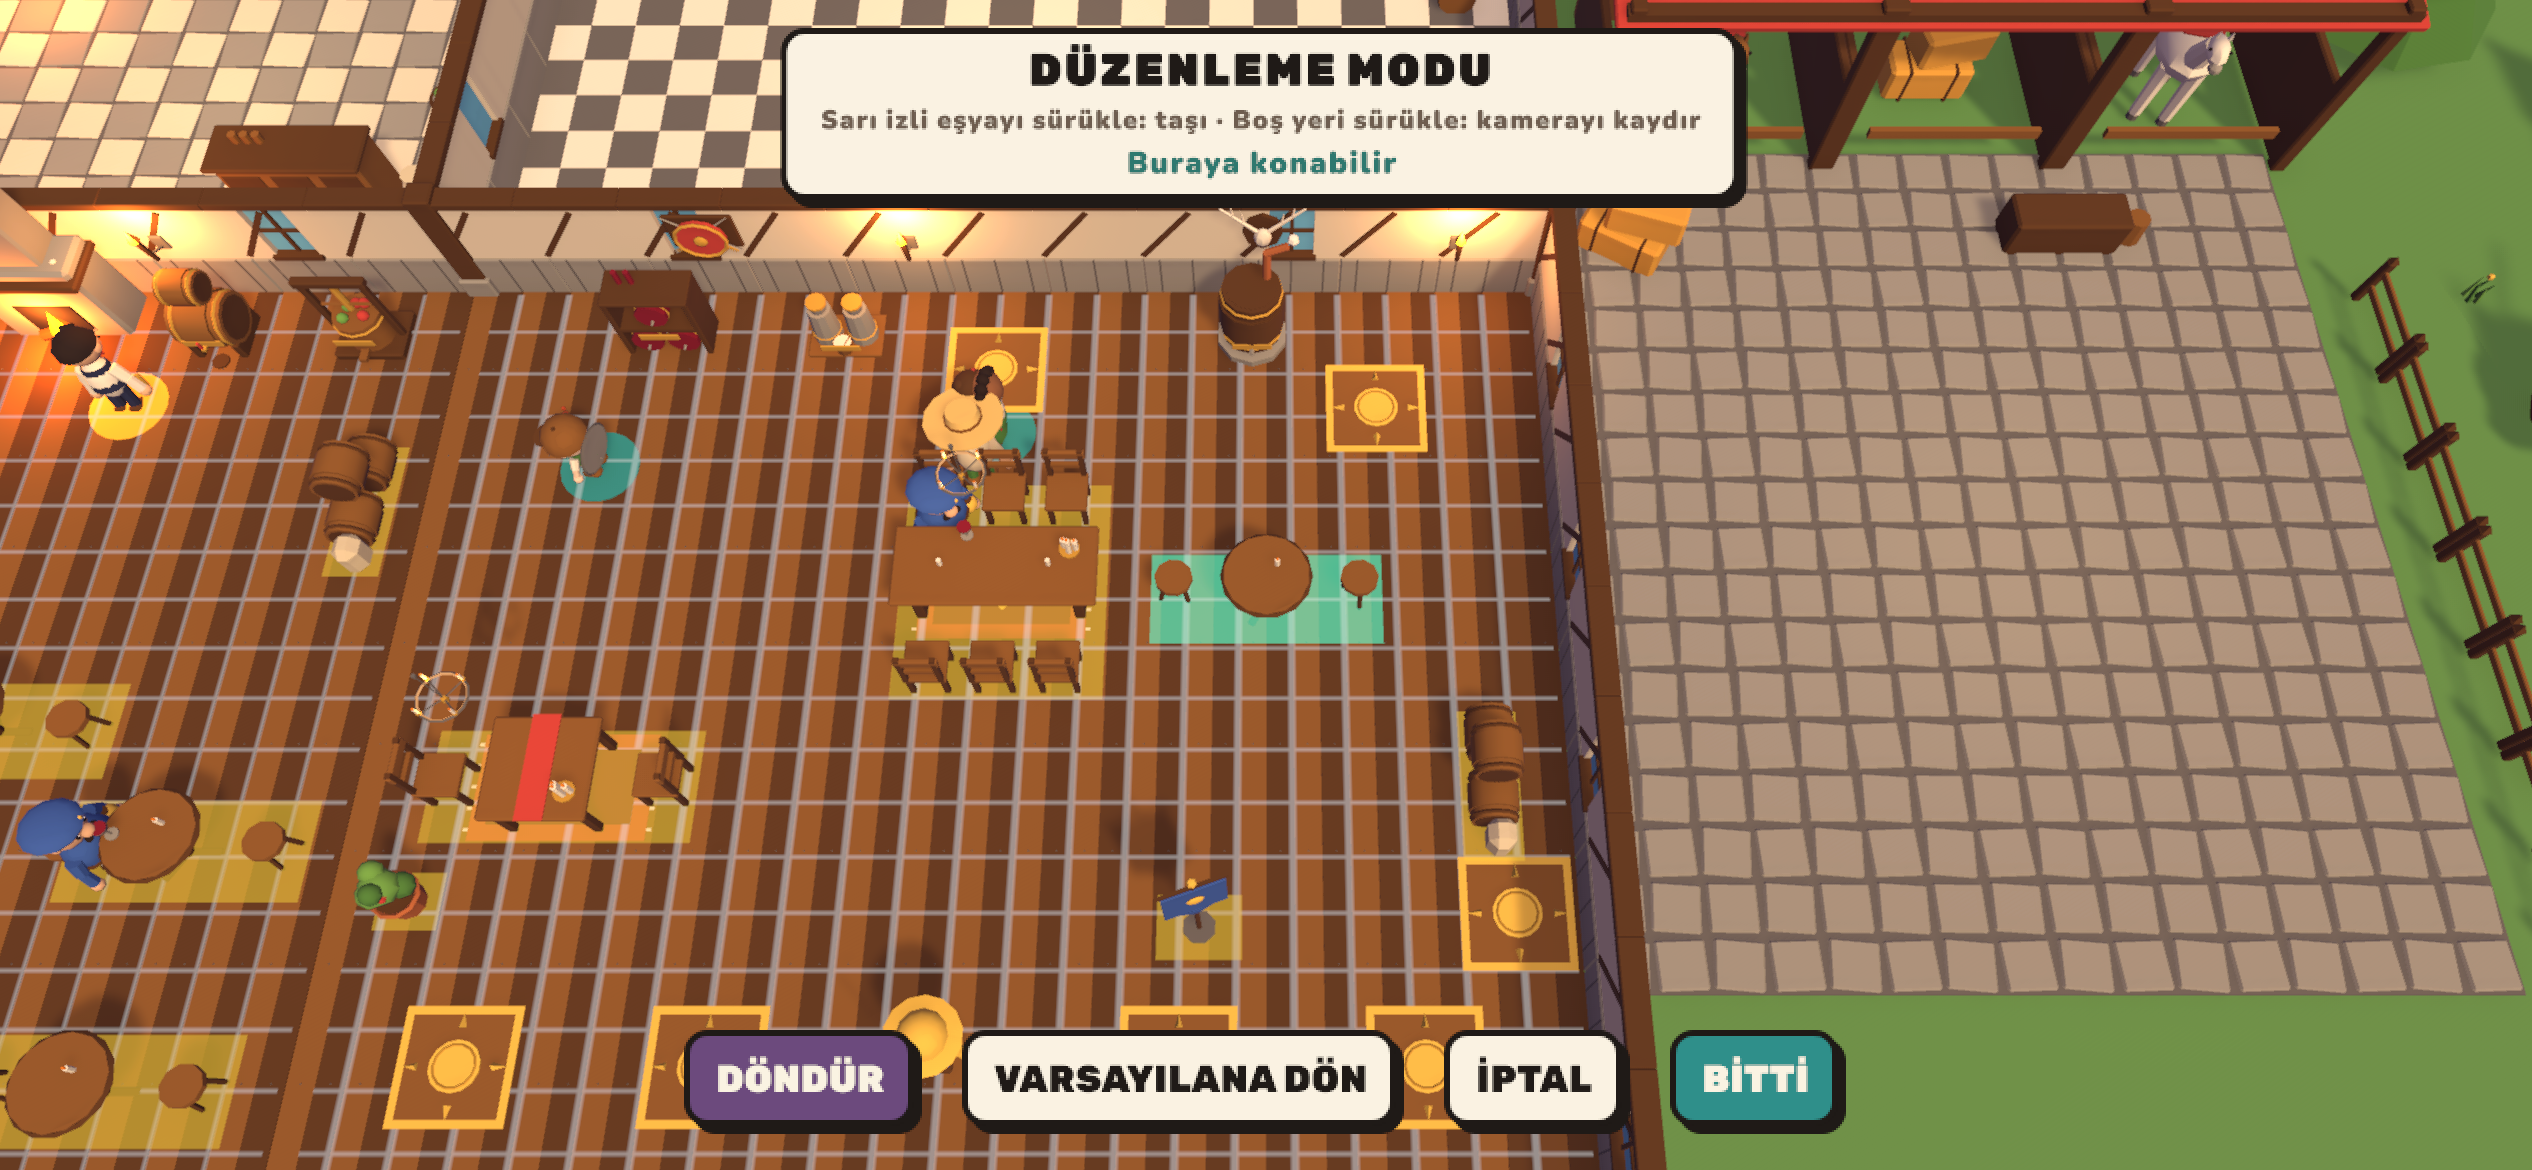 DÜZENLEME MODU
Sarı izli eşyayı sürükle: taşı · Boş yeri sürükle: kamerayı kaydır
Buraya konabilir
DÖNDÜR
VARSAYILANA DÖN
İPTAL
BİTTİ